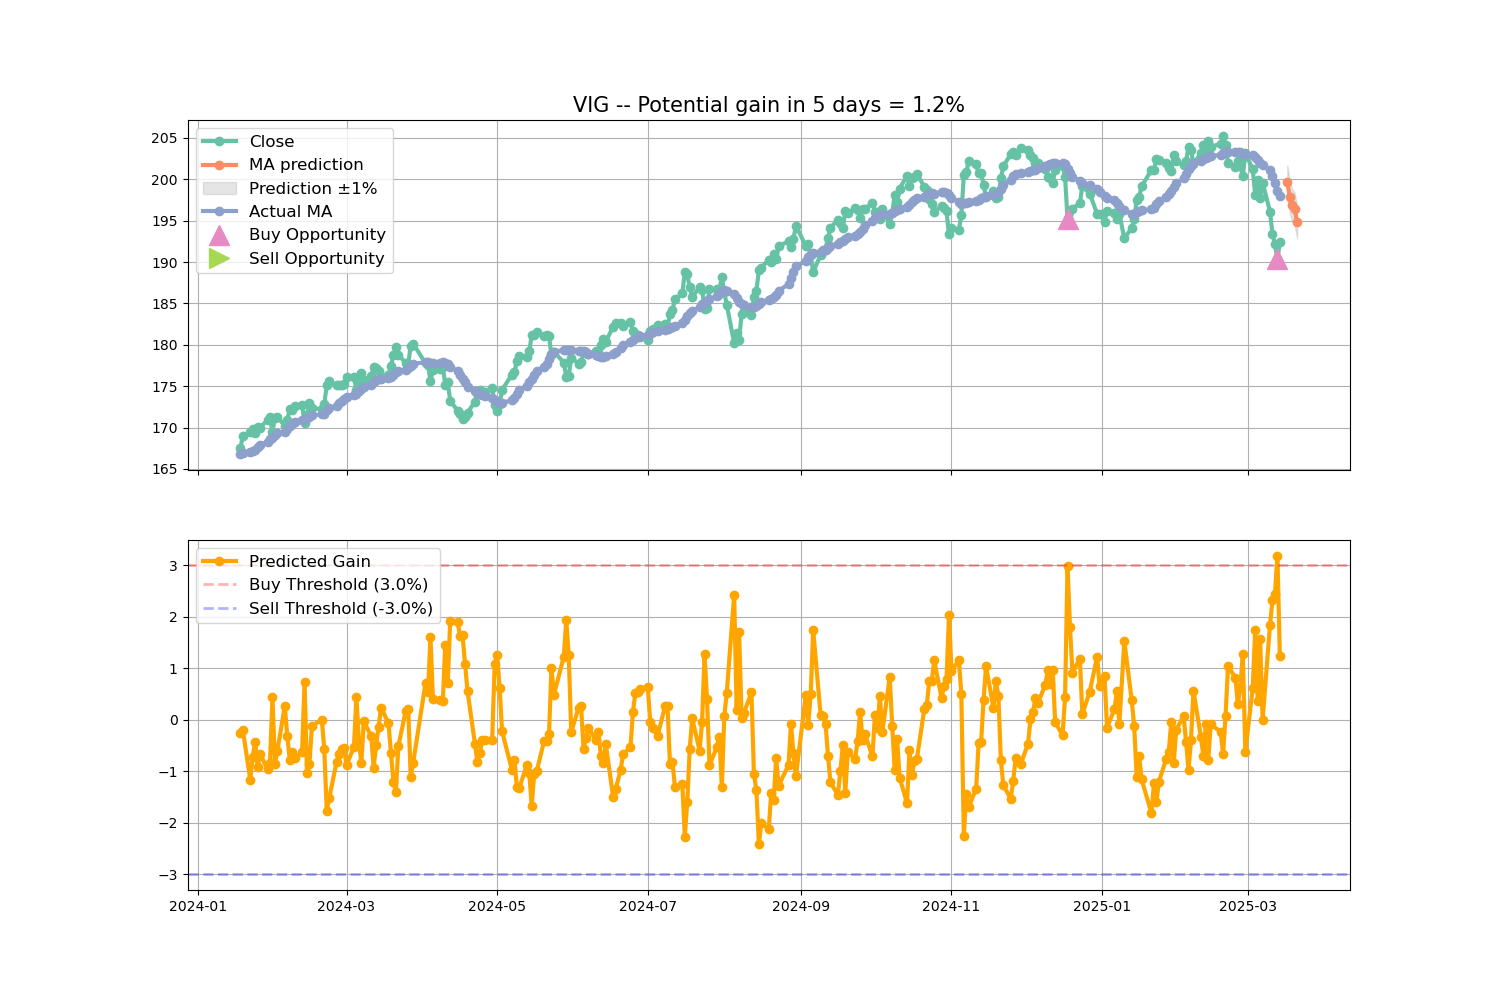 VIG -- Potential gain in 5 days = 1.2%
205
200
195
190
185
180
175
170
165
Close
MA prediction
Prediction ±1%
Actual MA
Buy Opportunity
Sell Opportunity
3
2
1
0
−1
−2
−3
Predicted Gain
Buy Threshold (3.0%)
Sell Threshold (-3.0%)
2024-01 2024-03 2024-05 2024-07 2024-09 2024-11 2025-01 2025-03